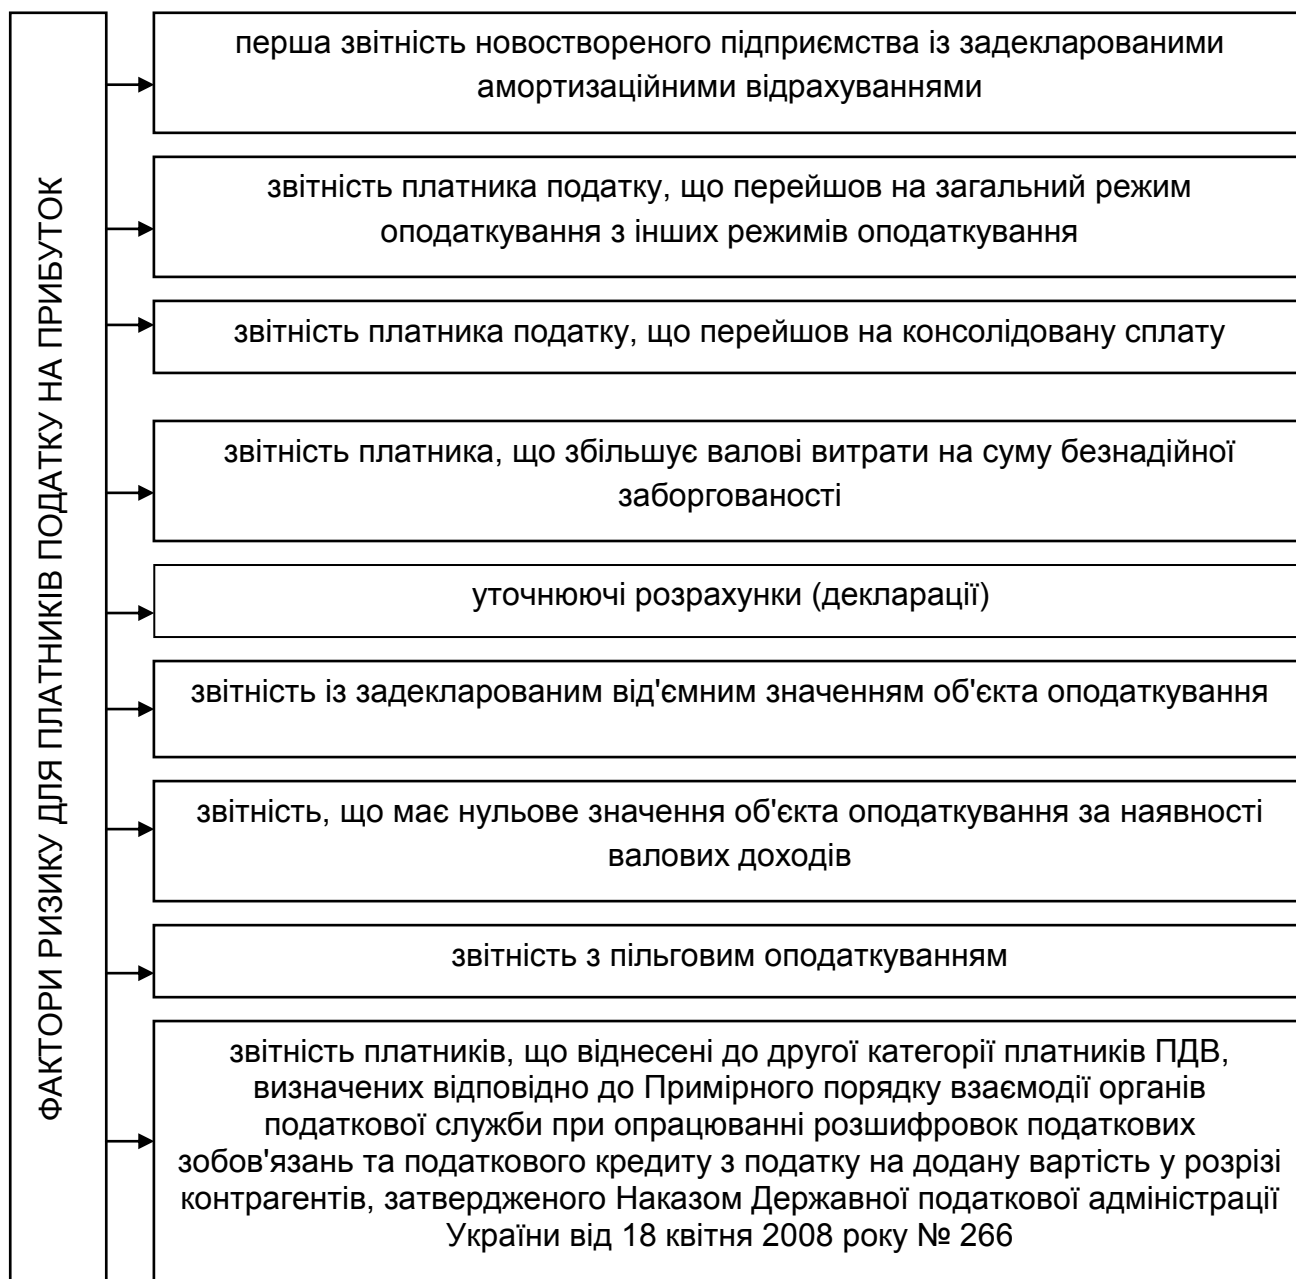 ФАКТОРИ РИЗИКУ ДЛЯ ПЛАТНИКІВ ПОДАТКУ НА ПРИБУТОК
перша звітність новоствореного підприємства із задекларованими
амортизаційними відрахуваннями
звітність платника податку, що перейшов на загальний режим
оподаткування з інших режимів оподаткування
звітність платника податку, що перейшов на консолідовану сплату
звітність платника, що збільшує валові витрати на суму безнадійної
заборгованості
уточнюючі розрахунки (декларації)
звітність із задекларованим від'ємним значенням об'єкта оподаткування
звітність, що має нульове значення об'єкта оподаткування за наявності
валових доходів
звітність з пільговим оподаткуванням
звітність платників, що віднесені до другої категорії платників ПДВ,
визначених відповідно до Примірного порядку взаємодії органів
податкової служби при опрацюванні розшифровок податкових
зобов'язань та податкового кредиту з податку на додану вартість у розрізі
контрагентів, затвердженого Наказом Державної податкової адміністрації
України від 18 квітня 2008 року № 266